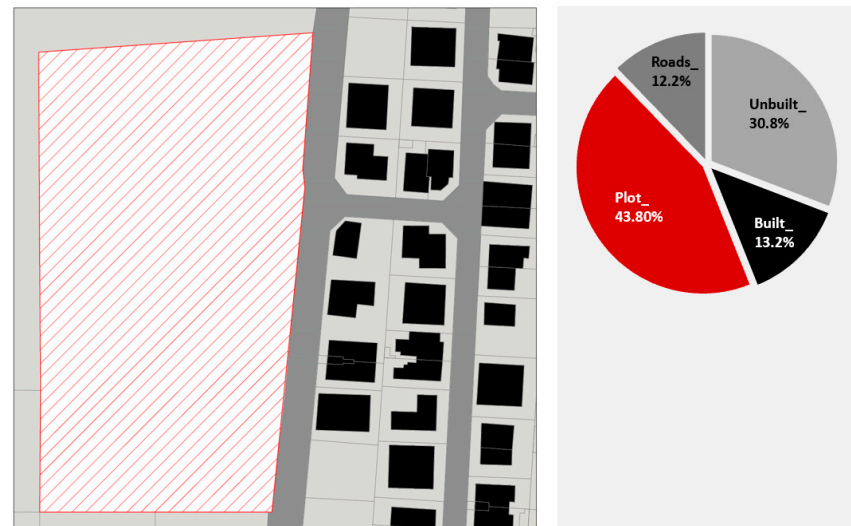 Roads_
12.2%
Unbuilt_
30.8%
Plot_
43.80%
Built_
13.2%